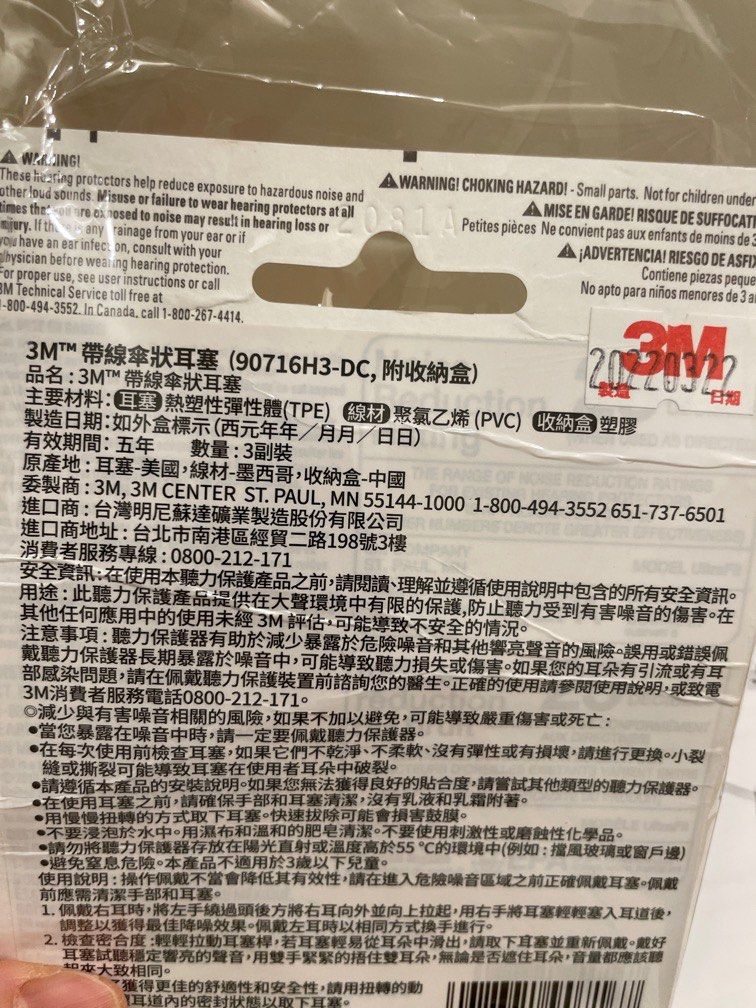 ⚠ WARNING!
These hearing protectors help reduce exposure to hazardous noise and
other loud sounds. Misuse or failure to wear hearing protectors at all
times that you are exposed to noise may result in hearing loss or
injury. If there is any drainage from your ear or if
you have an ear infection, consult with your
physician before wearing hearing protection.
For proper use, see user instructions or call
3M Technical Service toll free at
1-800-494-3552. In Canada, call 1-800-267-4414.
2081A
⚠ WARNING! CHOKING HAZARD! - Small parts. Not for children under
⚠ MISE EN GARDE! RISQUE DE SUFFOCATI
Petites pièces Ne convient pas aux enfants de moins de 3
⚠ ¡ADVERTENCIA! RIESGO DE ASFIX
Contiene piezas peque
No apto para niños menores de 3 a
3M
20220322
製造 日期
3M™ 帶線傘狀耳塞 (90716H3-DC, 附收納盒)
品名:3M™ 帶線傘狀耳塞
主要材料:耳塞 熱塑性彈性體(TPE) 線材 聚氯乙烯 (PVC) 收納盒 塑膠
製造日期:如外盒標示(西元年年/月月/日日)
有效期間:五年 數量:3副裝
原產地:耳塞-美國,線材-墨西哥,收納盒-中國
委製商:3M, 3M CENTER ST. PAUL, MN 55144-1000 1-800-494-3552 651-737-6501
進口商:台灣明尼蘇達礦業製造股份有限公司
進口商地址:台北市南港區經貿二路198號3樓
消費者服務專線:0800-212-171
安全資訊:在使用本聽力保護產品之前,請閱讀、理解並遵循使用說明中包含的所有安全資訊。
用途:此聽力保護產品提供在大聲環境中有限的保護,防止聽力受到有害噪音的傷害。在
其他任何應用中的使用未經 3M 評估,可能導致不安全的情況。
注意事項:聽力保護器有助於減少暴露於危險噪音和其他響亮聲音的風險。誤用或錯誤佩
戴聽力保護器長期暴露於噪音中,可能導致聽力損失或傷害。如果您的耳朵有引流或有耳
部感染問題,請在佩戴聽力保護裝置前諮詢您的醫生。正確的使用請參閱使用說明,或致電
3M消費者服務電話0800-212-171。
◎減少與有害噪音相關的風險,如果不加以避免,可能導致嚴重傷害或死亡:
•當您暴露在噪音中時,請一定要佩戴聽力保護器。
•在每次使用前檢查耳塞,如果它們不乾淨、不柔軟、沒有彈性或有損壞,請進行更換。小裂
縫或撕裂可能導致耳塞在使用者耳朵中破裂。
•請遵循本產品的安裝說明。如果您無法獲得良好的貼合度,請嘗試其他類型的聽力保護器。
•在使用耳塞之前,請確保手部和耳塞清潔,沒有乳液和乳霜附著。
•用慢慢扭轉的方式取下耳塞。快速拔除可能會損害鼓膜。
•不要浸泡於水中。用濕布和溫和的肥皂清潔。不要使用刺激性或磨蝕性化學品。
•請勿將聽力保護器存放在陽光直射或溫度高於55 °C的環境中(例如:擋風玻璃或窗戶邊)
•避免窒息危險。本產品不適用於3歲以下兒童。
使用說明:操作佩戴不當會降低其有效性,請在進入危險噪音區域之前正確佩戴耳塞。佩戴
前應需清潔手部和耳塞。
1. 佩戴右耳時,將左手繞過頭後方將右耳向外並向上拉起,用右手將耳塞輕輕塞入耳道後,
調整以獲得最佳降噪效果。佩戴左耳時以相同方式換手進行。
2. 檢查密合度:輕輕拉動耳塞桿,若耳塞輕易從耳朵中滑出,請取下耳塞並重新佩戴。戴好
耳塞試聽穩定響亮的聲音,用雙手緊緊的捂住雙耳朵,無論是否遮住耳朵,音量都應該聽
起來大致相同。
獲得更佳的舒適性和安全性,請用扭轉的動
耳道內的密封狀態以取下耳塞。